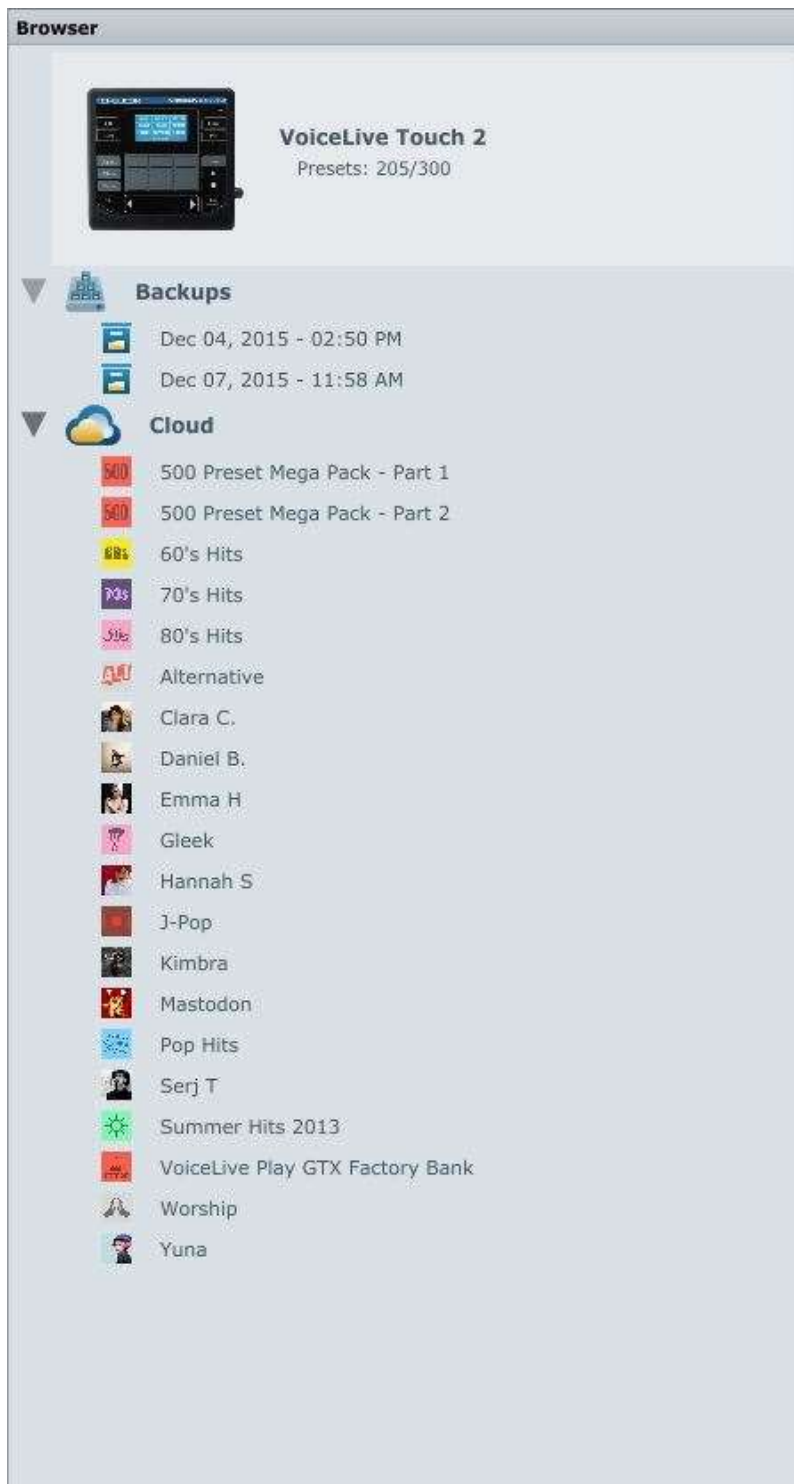 Browser
VoiceLive Touch 2
Presets: 205/300
Backups
Dec 04, 2015 - 02:50 PM
Dec 07, 2015 - 11:58 AM
Cloud
500 500 Preset Mega Pack - Part 1
500 500 Preset Mega Pack - Part 2
60's Hits
70s 70's Hits
80's Hits
Alternative
Clara C.
Daniel B.
Emma H
Gleek
Hannah S
J-Pop
Kimbra
Mastodon
Pop Hits
Serj T
Summer Hits 2013
VoiceLive Play GTX Factory Bank
Worship
Yuna